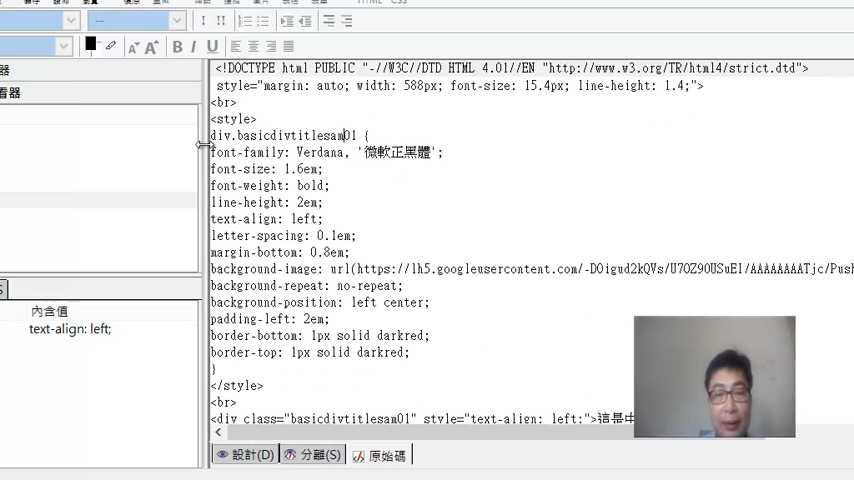 HTML CSS
--
! !!
A A B I U
器
看器
<!DOCTYPE html PUBLIC "-//W3C//DTD HTML 4.01//EN "http://www.w3.org/TR/html4/strict.dtd">
style="margin: auto; width: 588px; font-size: 15.4px; line-height: 1.4;">
<br>
<style>
div.basicdivtitlesam01 {
font-family: Verdana, '微軟正黑體';
font-size: 1.6em;
font-weight: bold;
line-height: 2em;
text-align: left;
letter-spacing: 0.1em;
margin-bottom: 0.8em;
background-image: url(https://lh5.googleusercontent.com/-DOigud2kQVs/U7OZ90USuEI/AAAAAAAATjc/Push
background-repeat: no-repeat;
background-position: left center;
padding-left: 2em;
border-bottom: 1px solid darkred;
border-top: 1px solid darkred;
}
</style>
<br>
<div class="basicdivtitlesam01" style="text-align: left;">這是中
S
內含值
text-align: left;
設計(D) 分離(S) 原始碼